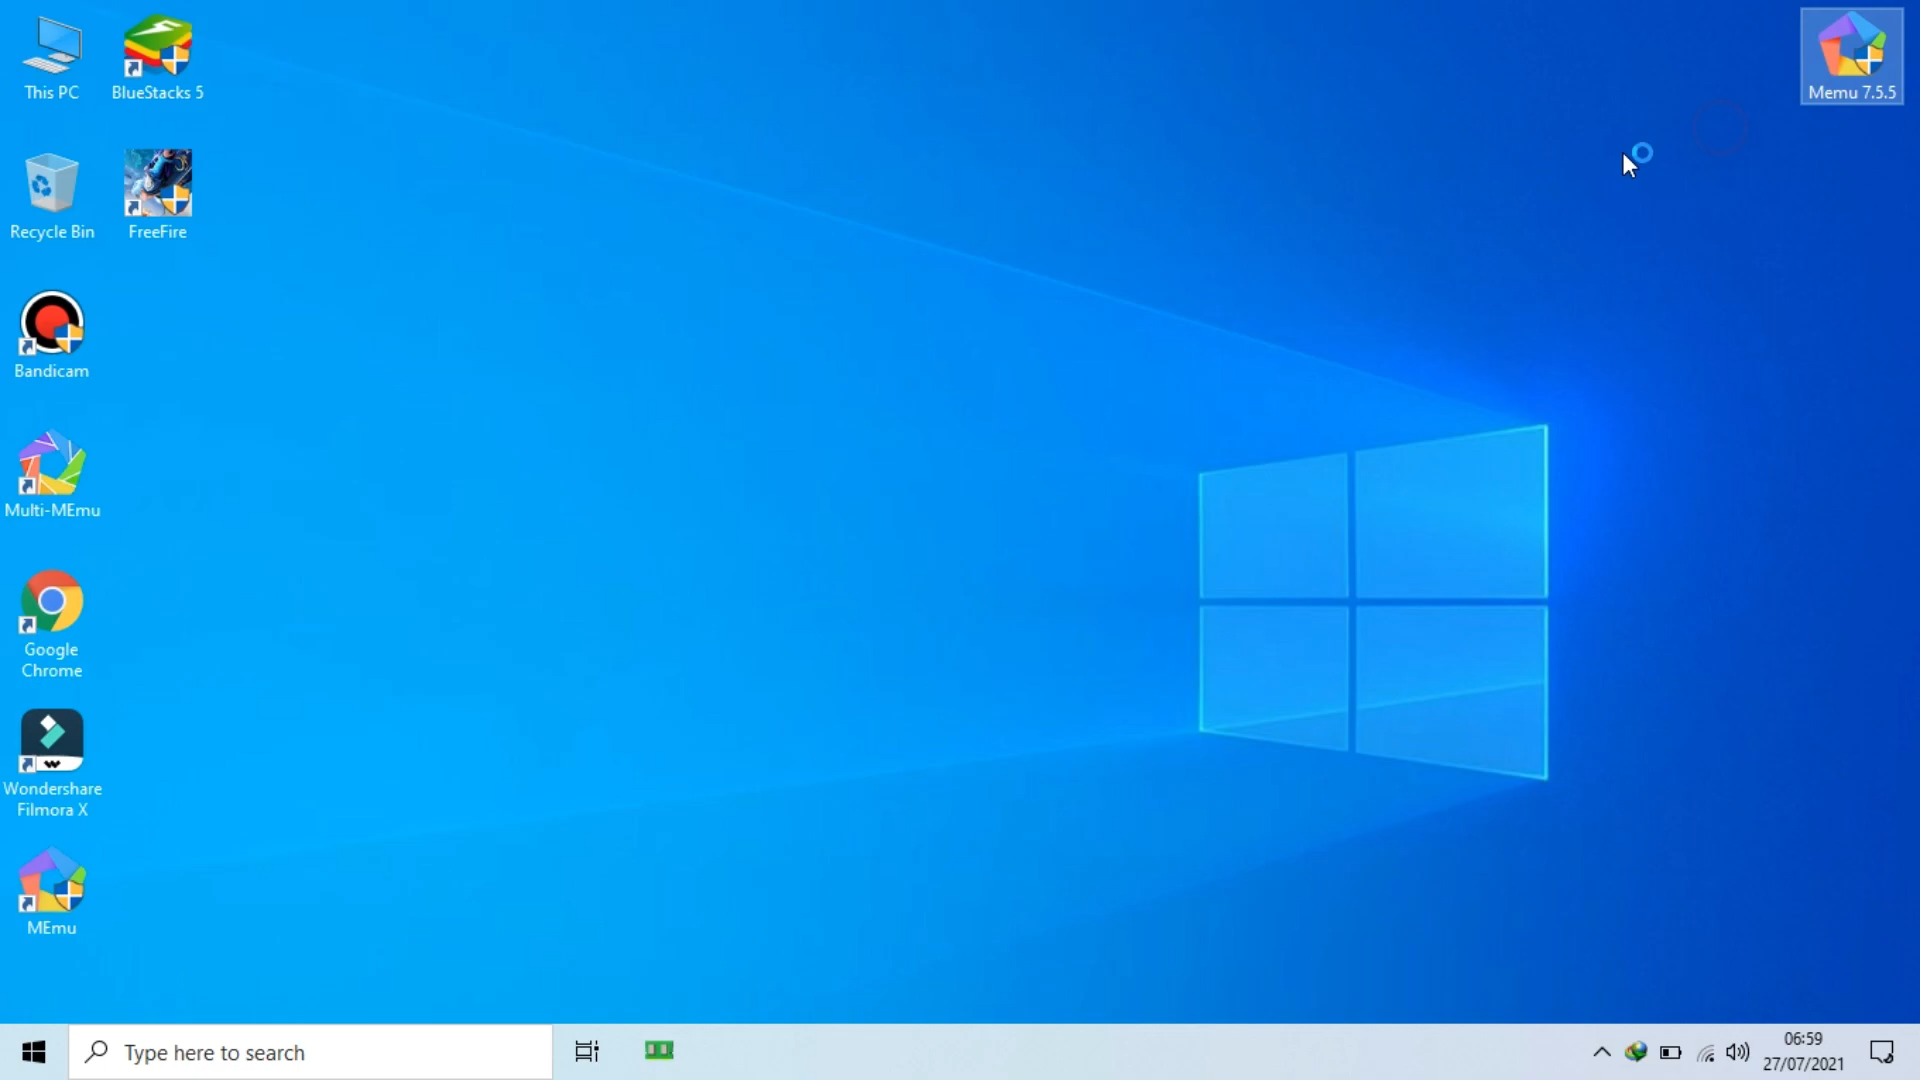 This PC
BlueStacks 5
Memu 7.5.5
Recycle Bin
FreeFire
Bandicam
Multi-MEmu
Google
Chrome
Wondershare
Filmora X
MEmu
Type here to search
06:59
27/07/2021